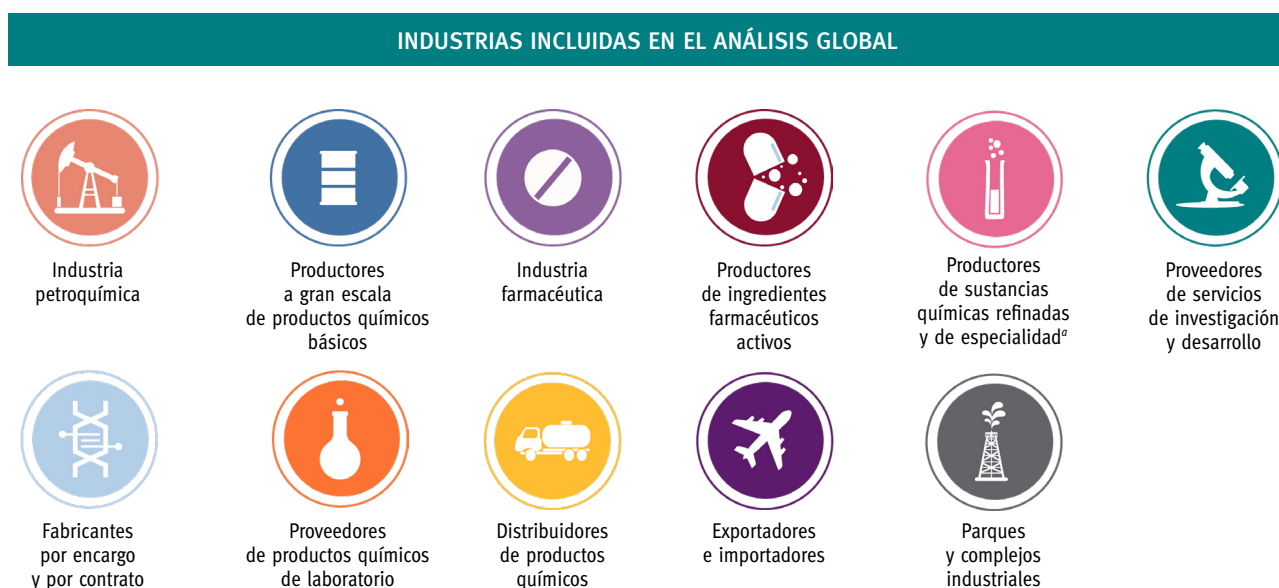 INDUSTRIAS INCLUIDAS EN EL ANÁLISIS GLOBAL
Industria
petroquímica
Productores
a gran escala
de productos químicos
básicos
Industria
farmacéutica
Productores
de ingredientes
farmacéuticos
activos
Productores
de sustancias
químicas refinadas
y de especialidadᵃ
Proveedores
de servicios
de investigación
y desarrollo
Fabricantes
por encargo
y por contrato
Proveedores
de productos químicos
de laboratorio
Distribuidores
de productos
químicos
Exportadores
e importadores
Parques
y complejos
industriales